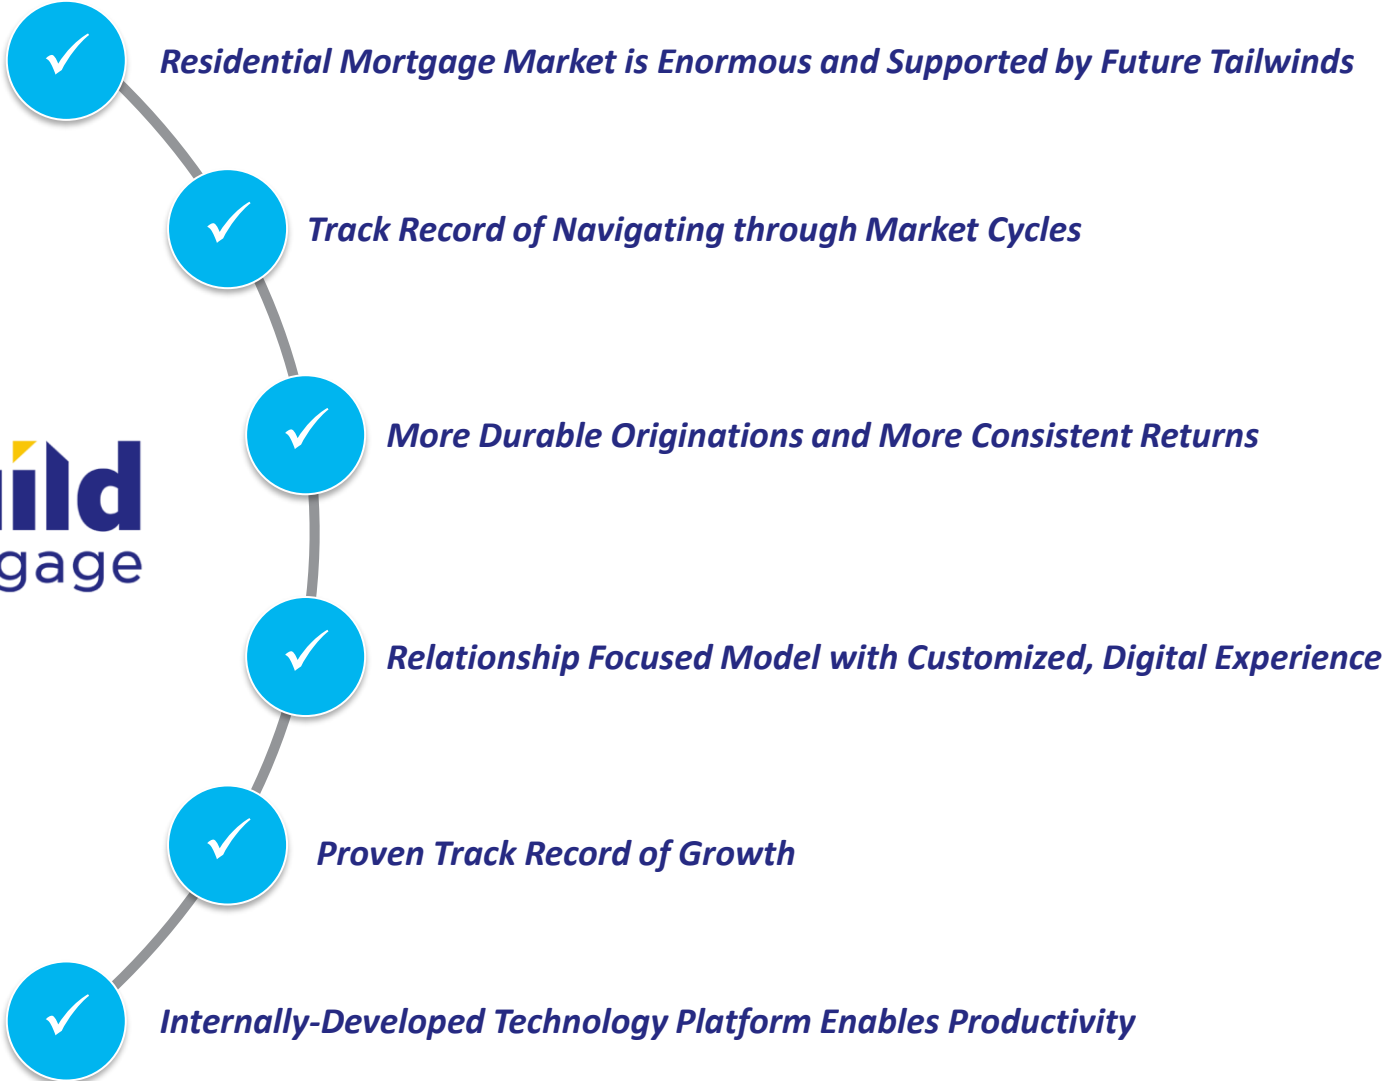 Residential Mortgage Market is Enormous and Supported by Future Tailwinds
Track Record of Navigating through Market Cycles
More Durable Originations and More Consistent Returns
uild
gage
Relationship Focused Model with Customized, Digital Experience
Proven Track Record of Growth
Internally-Developed Technology Platform Enables Productivity